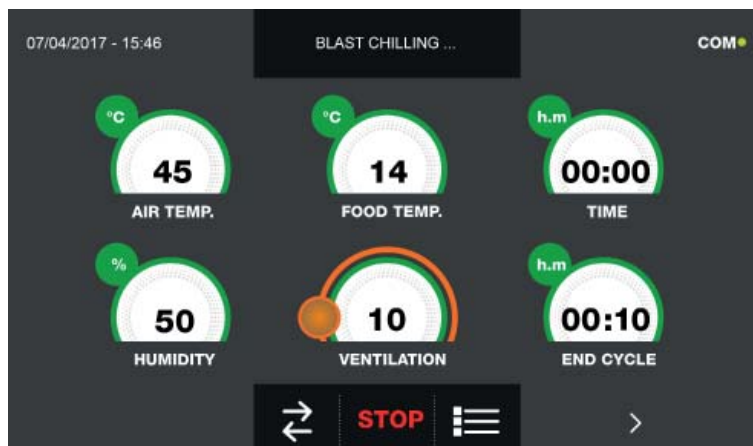 07/04/2017 - 15:46
BLAST CHILLING ...
COM
°C
45
AIR TEMP.
°C
14
FOOD TEMP.
h.m
00:00
TIME
%
50
HUMIDITY
10
VENTILATION
h.m
00:10
END CYCLE
STOP